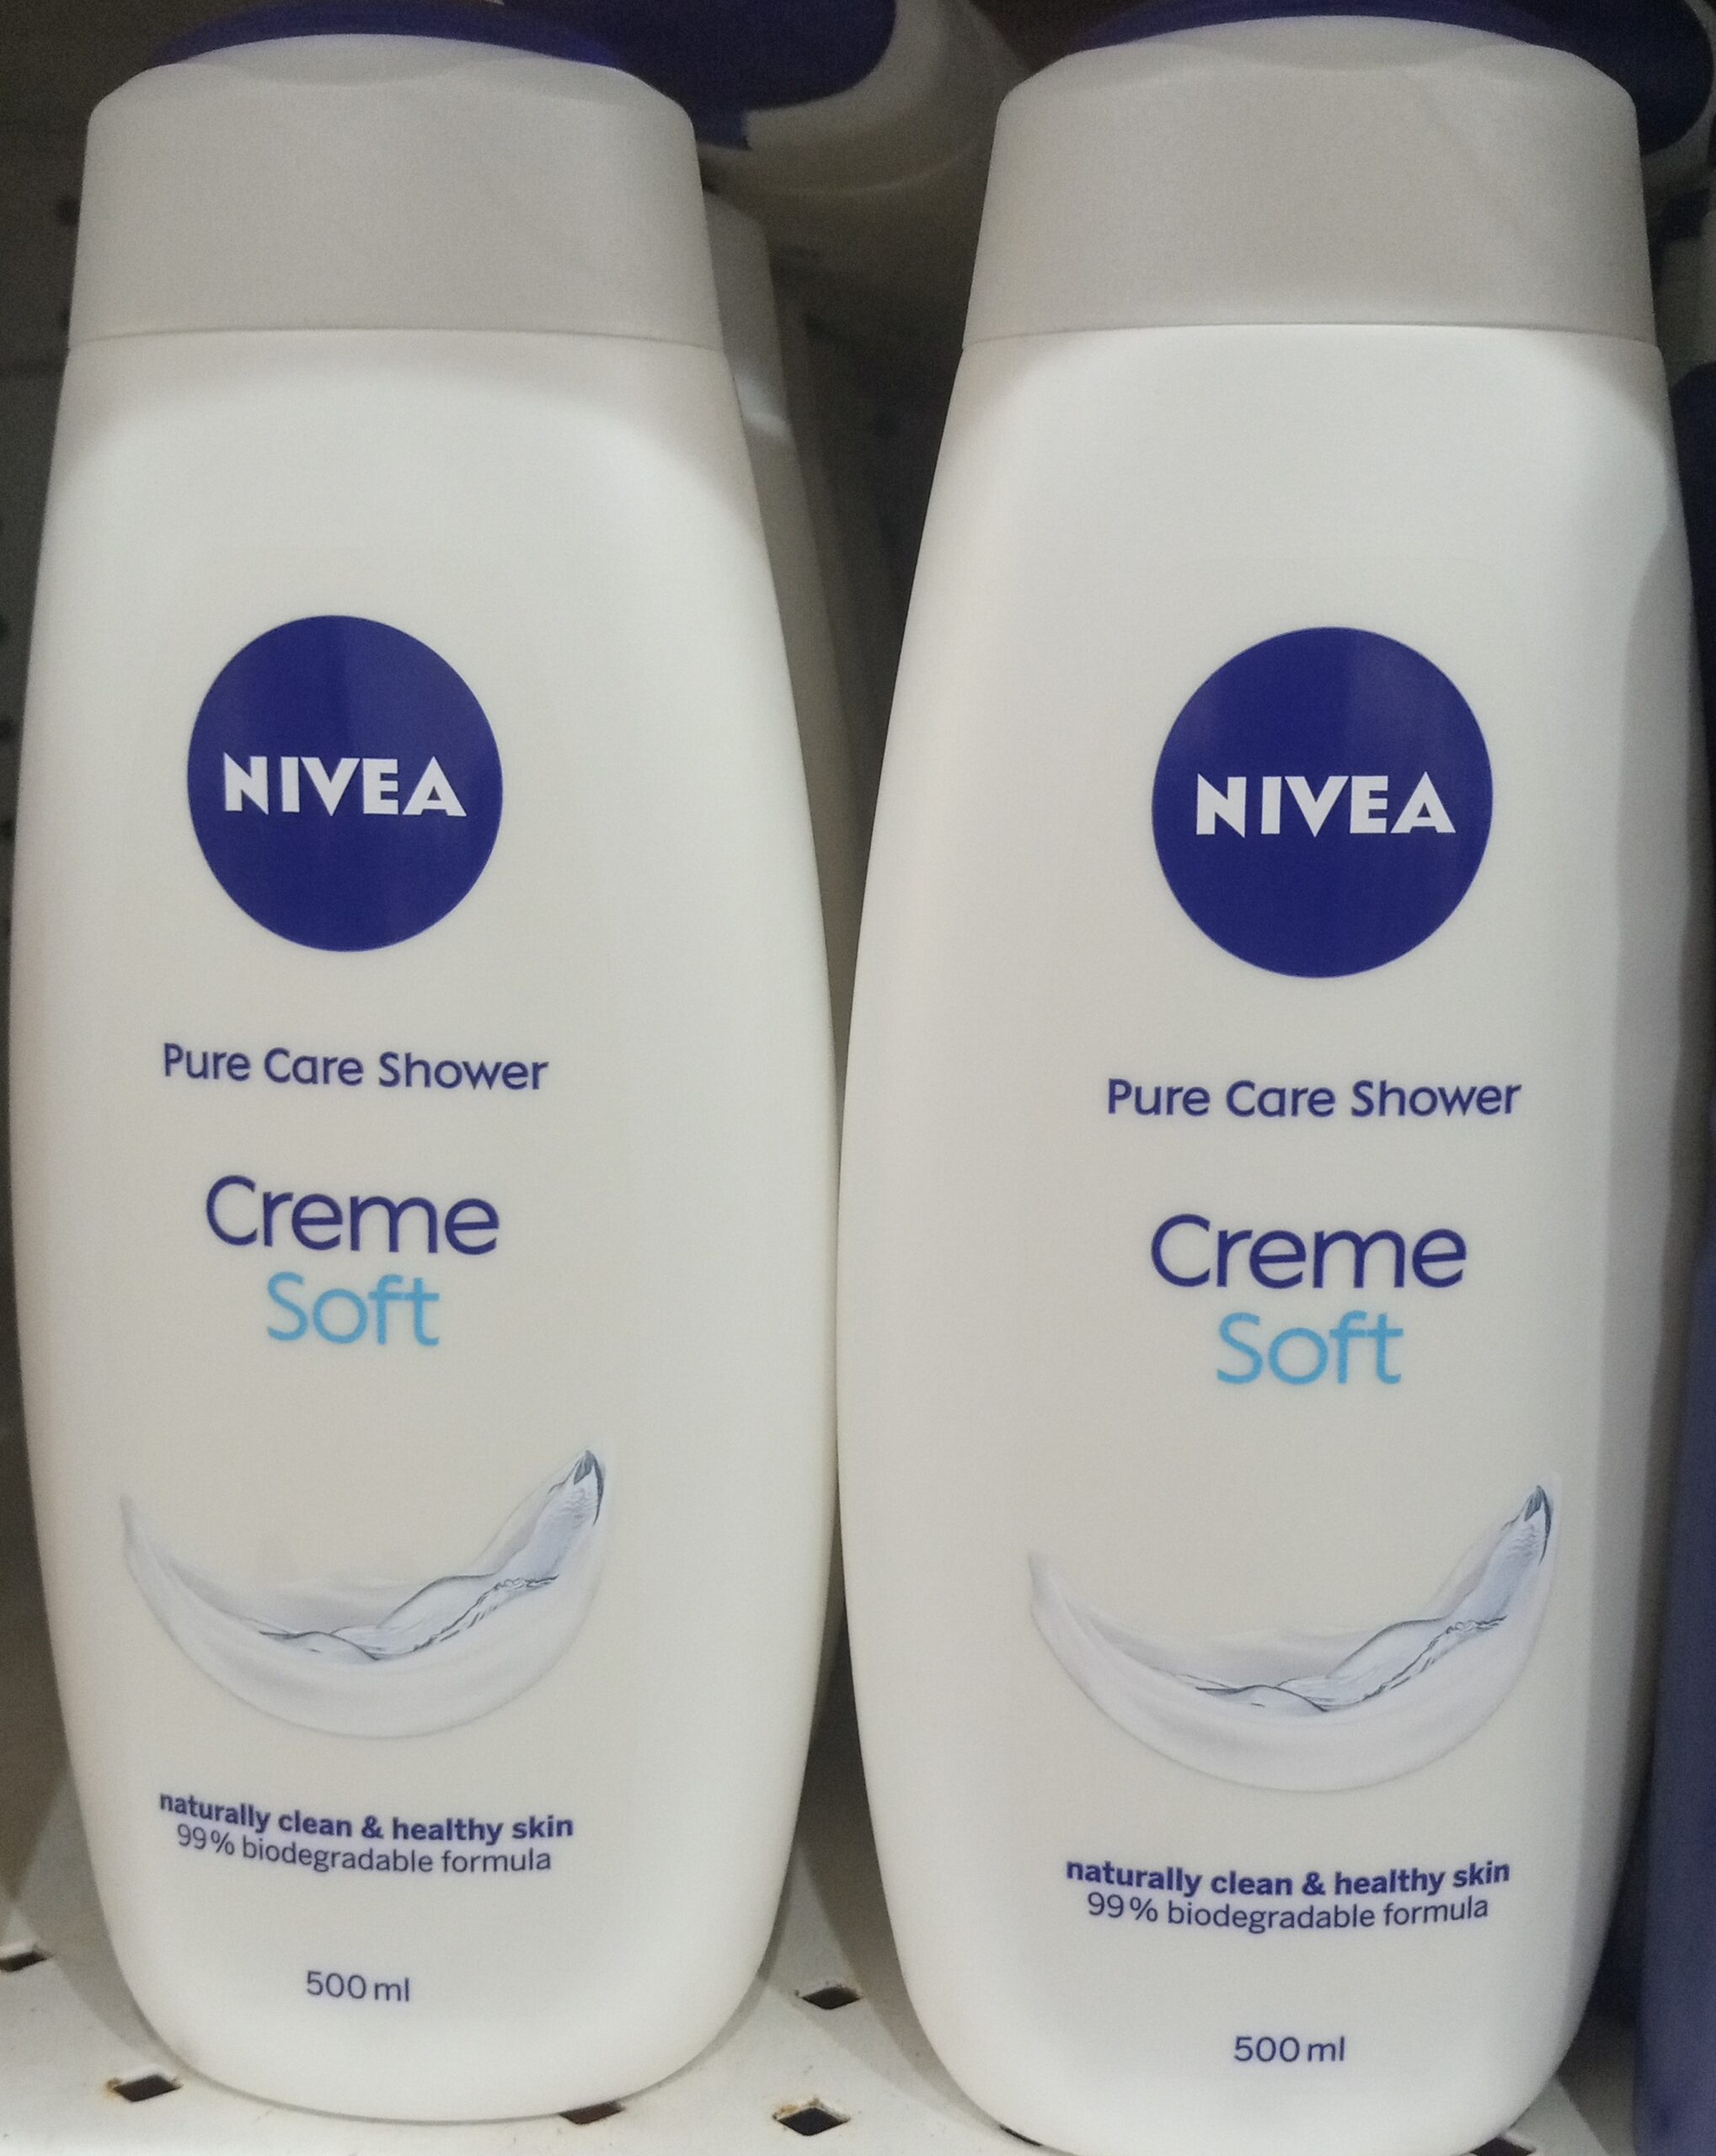 NIVEA
Pure Care Shower
Creme
Soft
naturally clean & healthy skin
99% biodegradable formula
500 ml
NIVEA
Pure Care Shower
Creme
Soft
naturally clean & healthy skin
99% biodegradable formula
500 ml